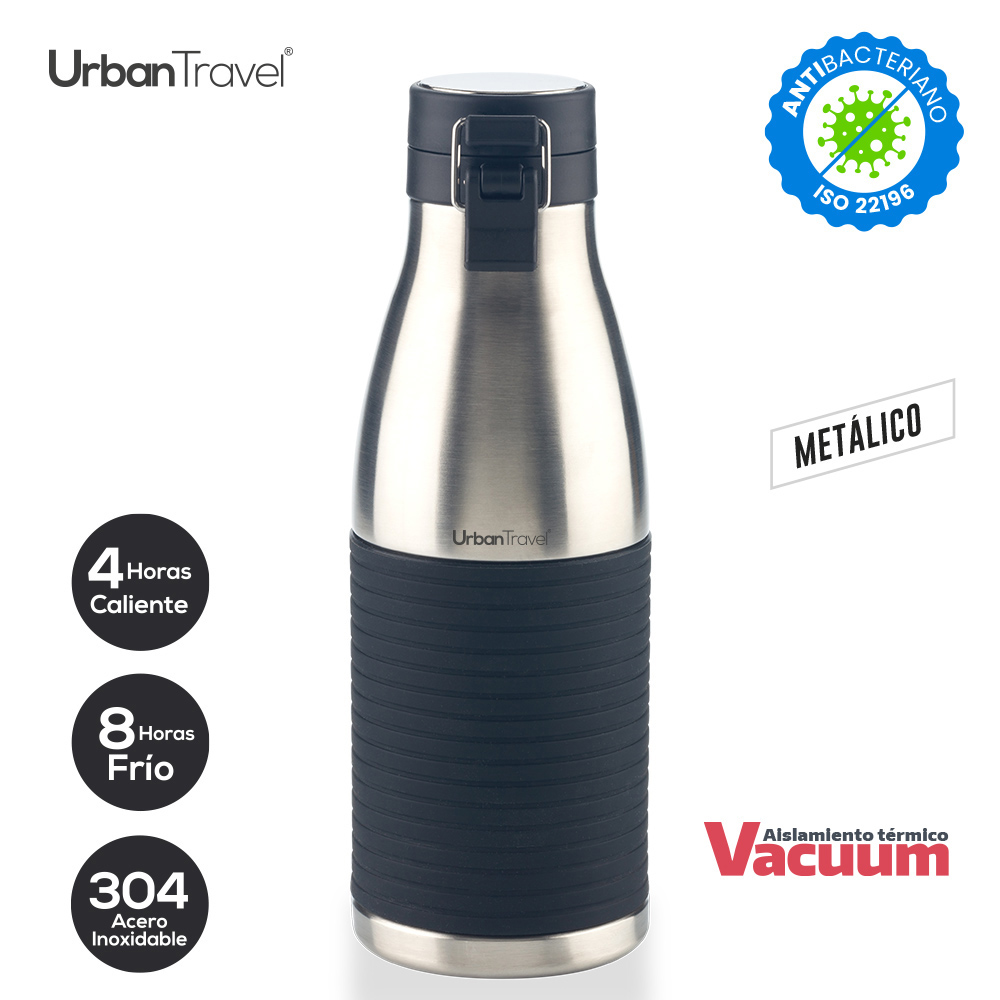 UrbanTravel®
ANTIBACTERIANO
ISO 22196
METÁLICO
UrbanTravel®
4 Horas
Caliente
8 Horas
Frío
304
Acero
Inoxidable
Aislamiento térmico
Vacuum